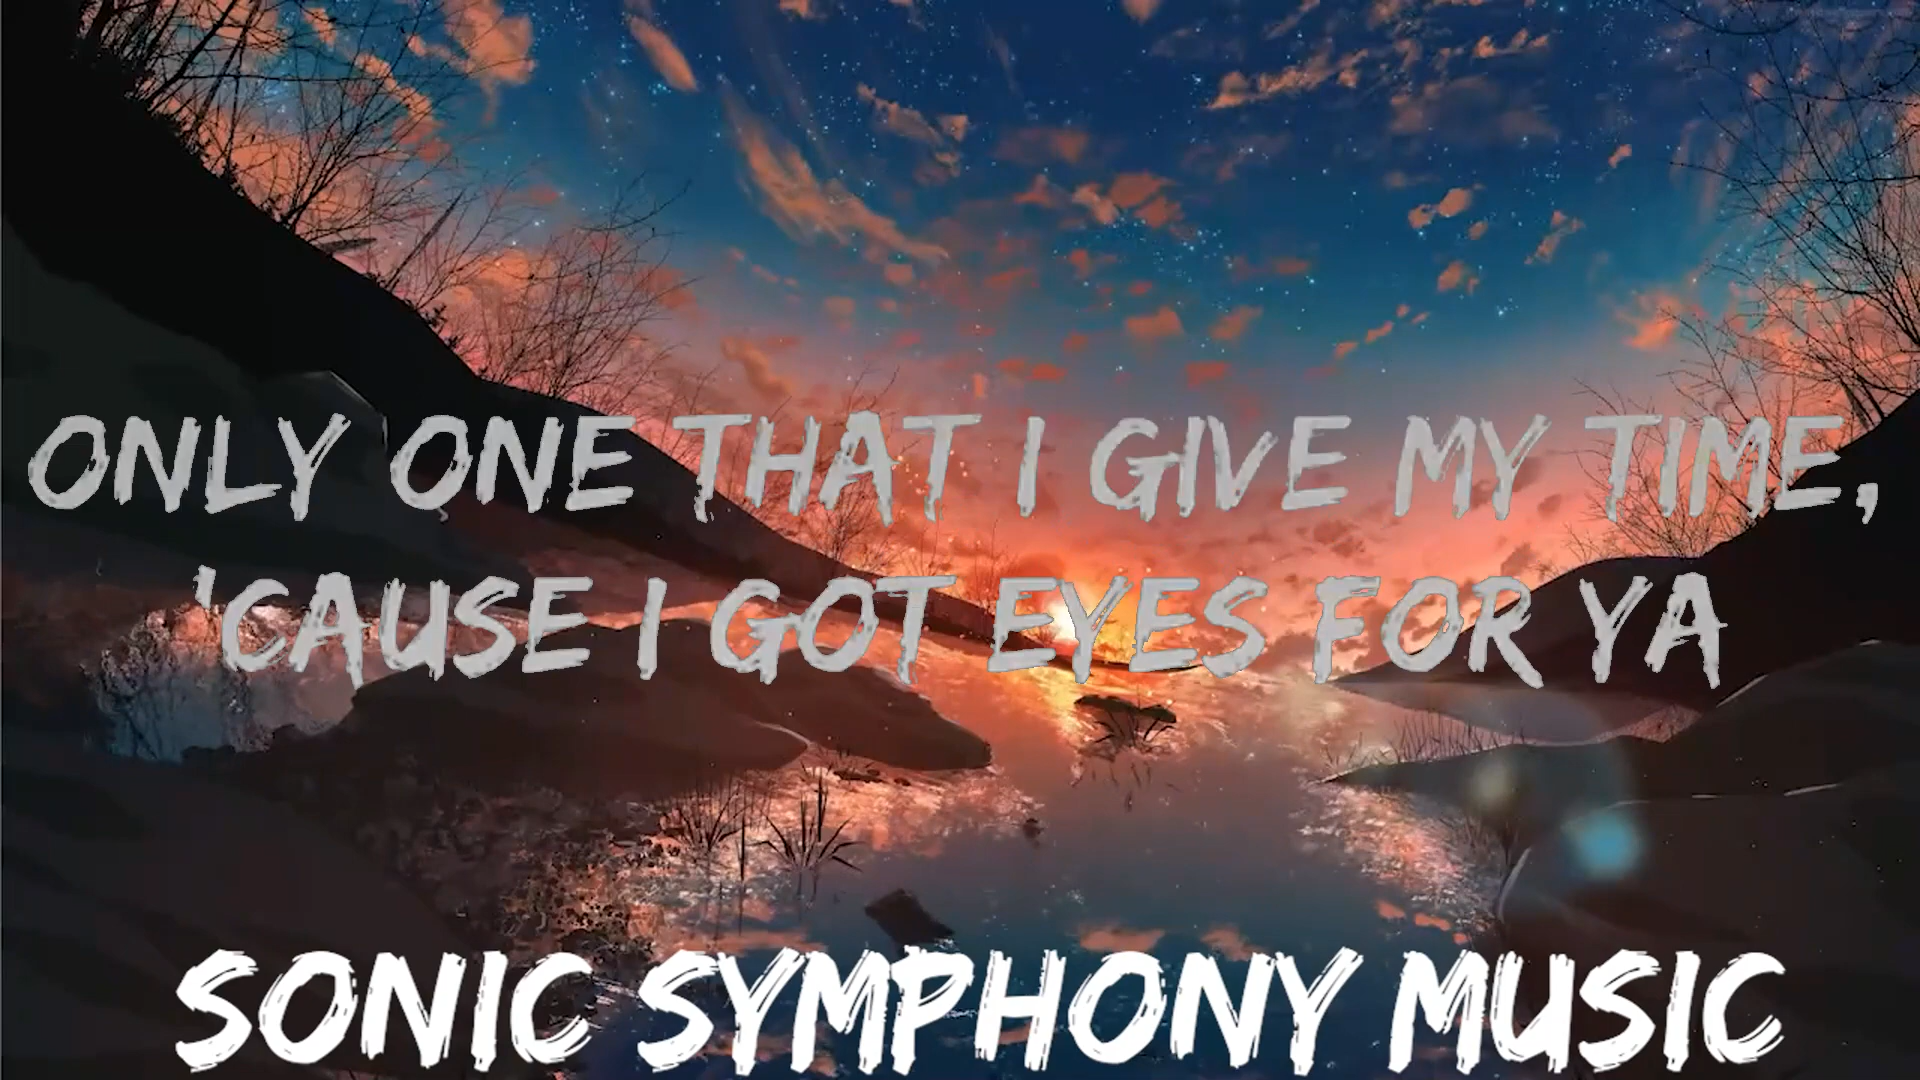 ONLY ONE THAT I GIVE MY TIME,
'CAUSE I GOT EYES FOR YA
SONIC SYMPHONY MUSIC